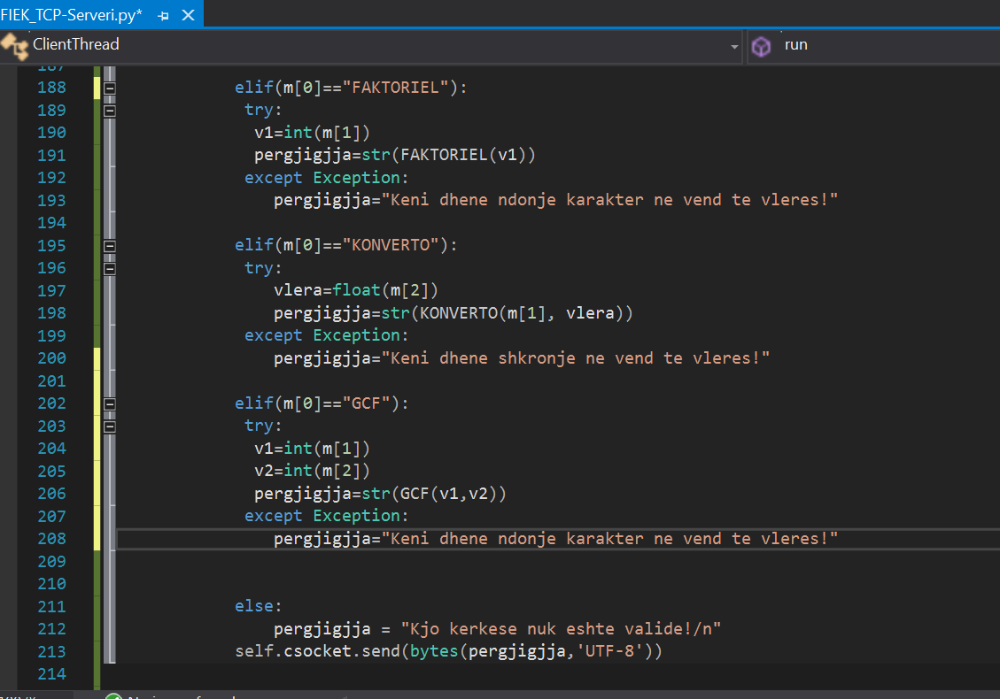 FIEK_TCP-Serveri.py*
ClientThread run
187
188 elif(m[0]=="FAKTORIEL"):
189 try:
190 v1=int(m[1])
191 pergjigjja=str(FAKTORIEL(v1))
192 except Exception:
193 pergjigjja="Keni dhene ndonje karakter ne vend te vleres!"
194
195 elif(m[0]=="KONVERTO"):
196 try:
197 vlera=float(m[2])
198 pergjigjja=str(KONVERTO(m[1], vlera))
199 except Exception:
200 pergjigjja="Keni dhene shkronje ne vend te vleres!"
201
202 elif(m[0]=="GCF"):
203 try:
204 v1=int(m[1])
205 v2=int(m[2])
206 pergjigjja=str(GCF(v1,v2))
207 except Exception:
208 pergjigjja="Keni dhene ndonje karakter ne vend te vleres!"
209
210
211 else:
212 pergjigjja = "Kjo kerkese nuk eshte valide!/n"
213 self.csocket.send(bytes(pergjigjja,'UTF-8'))
214